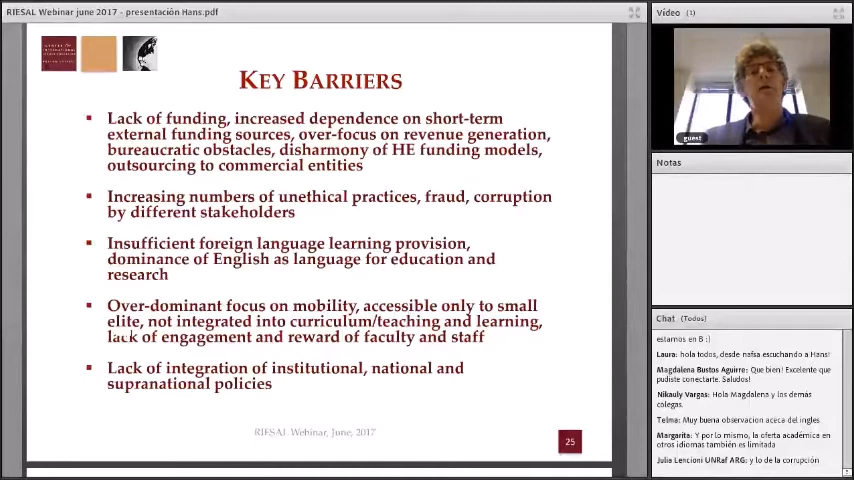 RIESAL Webinar june 2017 - presentación Hans.pdf
KEY BARRIERS
▪ Lack of funding, increased dependence on short-term
external funding sources, over-focus on revenue generation,
bureaucratic obstacles, disharmony of HE funding models,
outsourcing to commercial entities
▪ Increasing numbers of unethical practices, fraud, corruption
by different stakeholders
▪ Insufficient foreign language learning provision,
dominance of English as language for education and
research
▪ Over-dominant focus on mobility, accessible only to small
elite, not integrated into curriculum/teaching and learning,
lack of engagement and reward of faculty and staff
▪ Lack of integration of institutional, national and
supranational policies
RIESAL Webinar, June, 2017
25
Vídeo (1)
guest
Notas
Chat (Todos)
estamos en B :)
Laura: hola todos, desde nafsa escuchando a Hans!
Magdalena Bustos Aguirre: Que bien! Excelente que
pudiste conectarte. Saludos!
Nikauly Vargas: Hola Magdalena y los demás
colegas.
Telma: Muy buena observacion aceca del ingles
Margarita: Y por lo mismo, la oferta académica en
otros idiomas también es limitada
Julia Lencioni UNRaf ARG: y lo de la corrupción